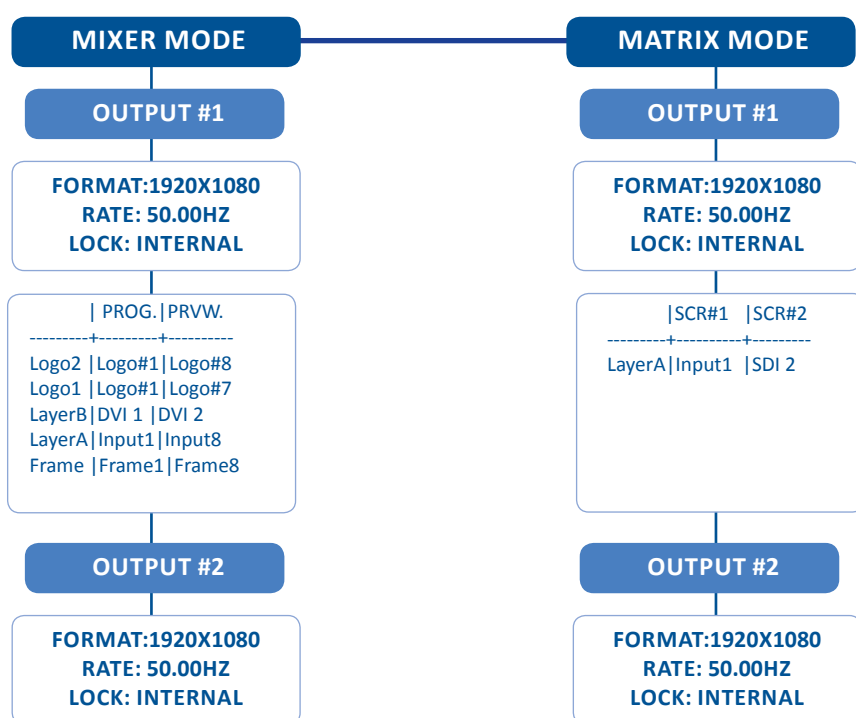 MIXER MODE
OUTPUT #1
FORMAT:1920X1080
RATE: 50.00HZ
LOCK: INTERNAL
| PROG.|PRVW.
---------+---------+----------
Logo2 |Logo#1|Logo#8
Logo1 |Logo#1|Logo#7
LayerB|DVI 1 |DVI 2
LayerA|Input1|Input8
Frame |Frame1|Frame8
OUTPUT #2
FORMAT:1920X1080
RATE: 50.00HZ
LOCK: INTERNAL
MATRIX MODE
OUTPUT #1
FORMAT:1920X1080
RATE: 50.00HZ
LOCK: INTERNAL
|SCR#1 |SCR#2
---------+----------+---------
LayerA|Input1 |SDI 2
OUTPUT #2
FORMAT:1920X1080
RATE: 50.00HZ
LOCK: INTERNAL